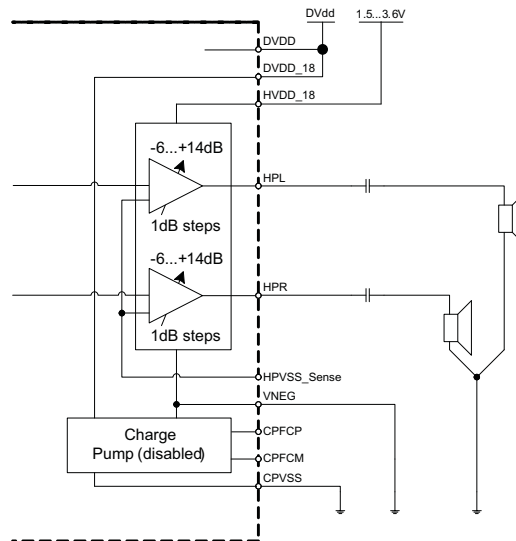 DVdd
1.5...3.6V
DVDD
DVDD_18
HVDD_18
-6...+14dB
HPL
1dB steps
-6...+14dB
HPR
1dB steps
HPVSS_Sense
VNEG
Charge
Pump (disabled)
CPFCP
CPFCM
CPVSS